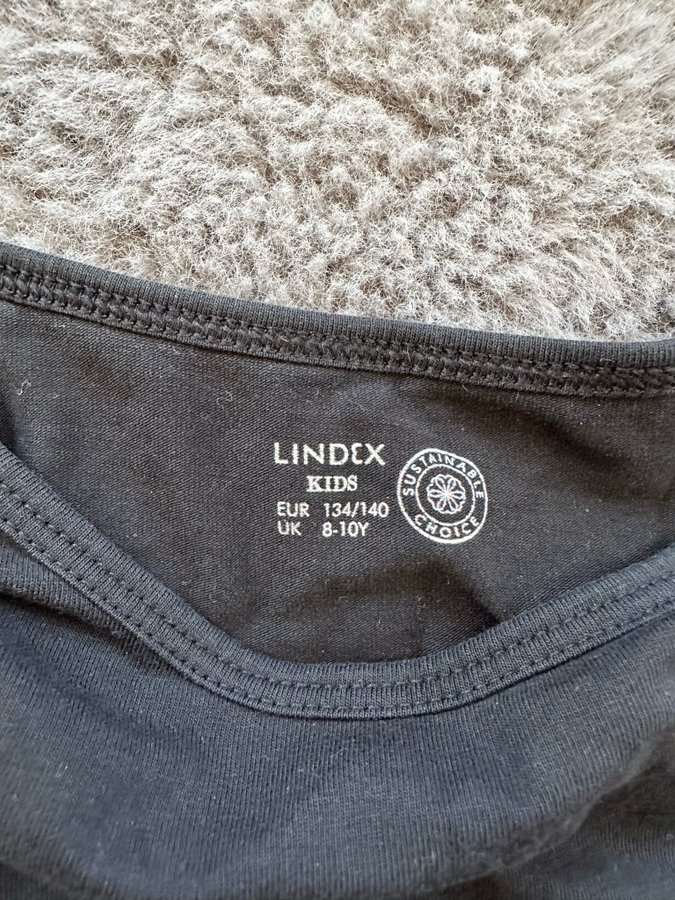 LINDEX
KIDS
EUR 134/140
UK 8-10Y
SUSTAINABLE
CHOICE